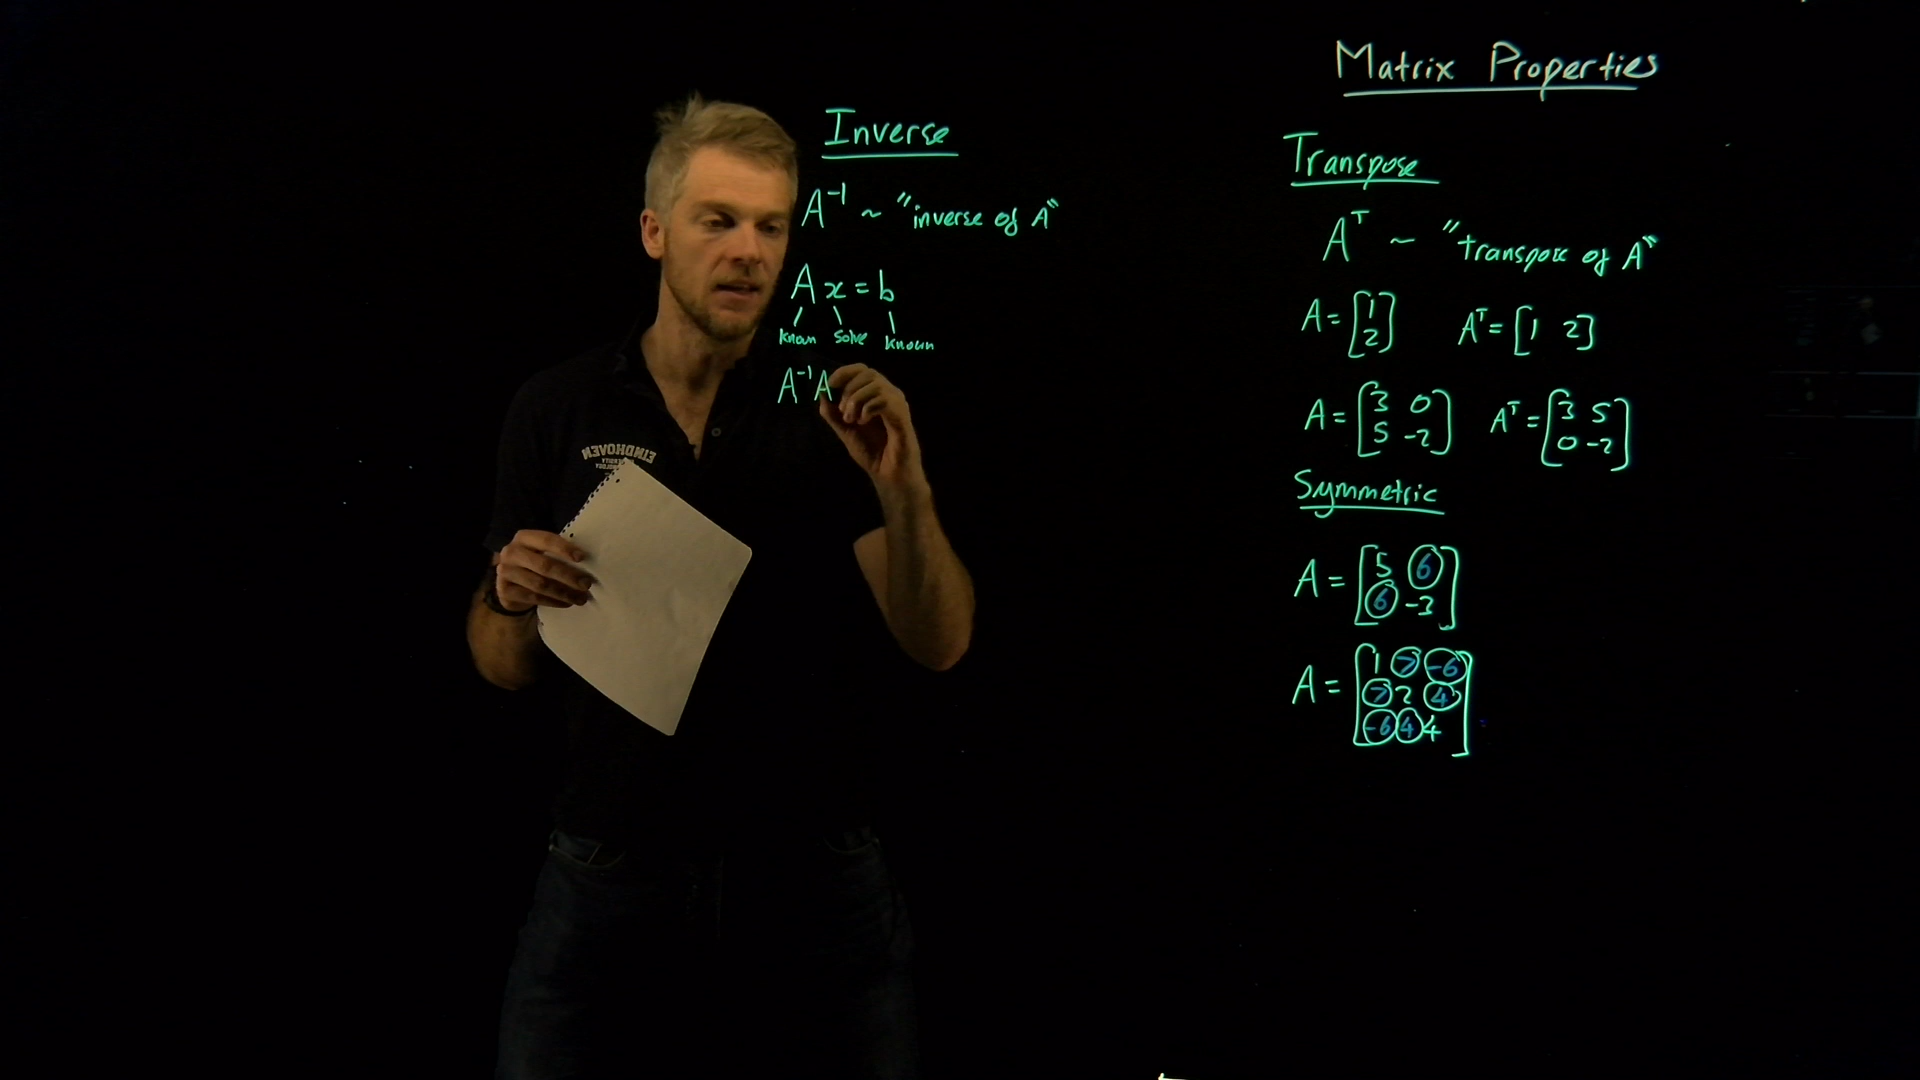 Matrix Properties
Inverse
A⁻¹ ~ "inverse of A"
A x = b
known solve known
A⁻¹A
Transpose
Aᵀ ~ "transpose of A"
A = [1
2] Aᵀ = [1 2]
A = [3 0
5 -2] Aᵀ = [3 5
0 -2]
Symmetric
A = [5 6
6 -3]
A = [1 7 -6
7 2 4
-6 4 4]
EINDHOVEN